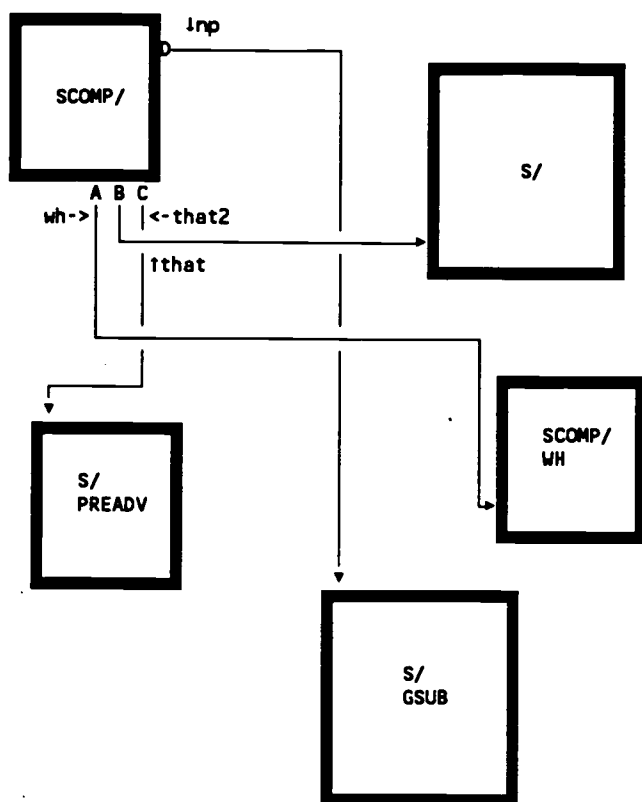 ↓np
SCOMP/
S/
A B C
wh-> <-that2
↑that
SCOMP/
WH
S/
PREADV
S/
GSUB